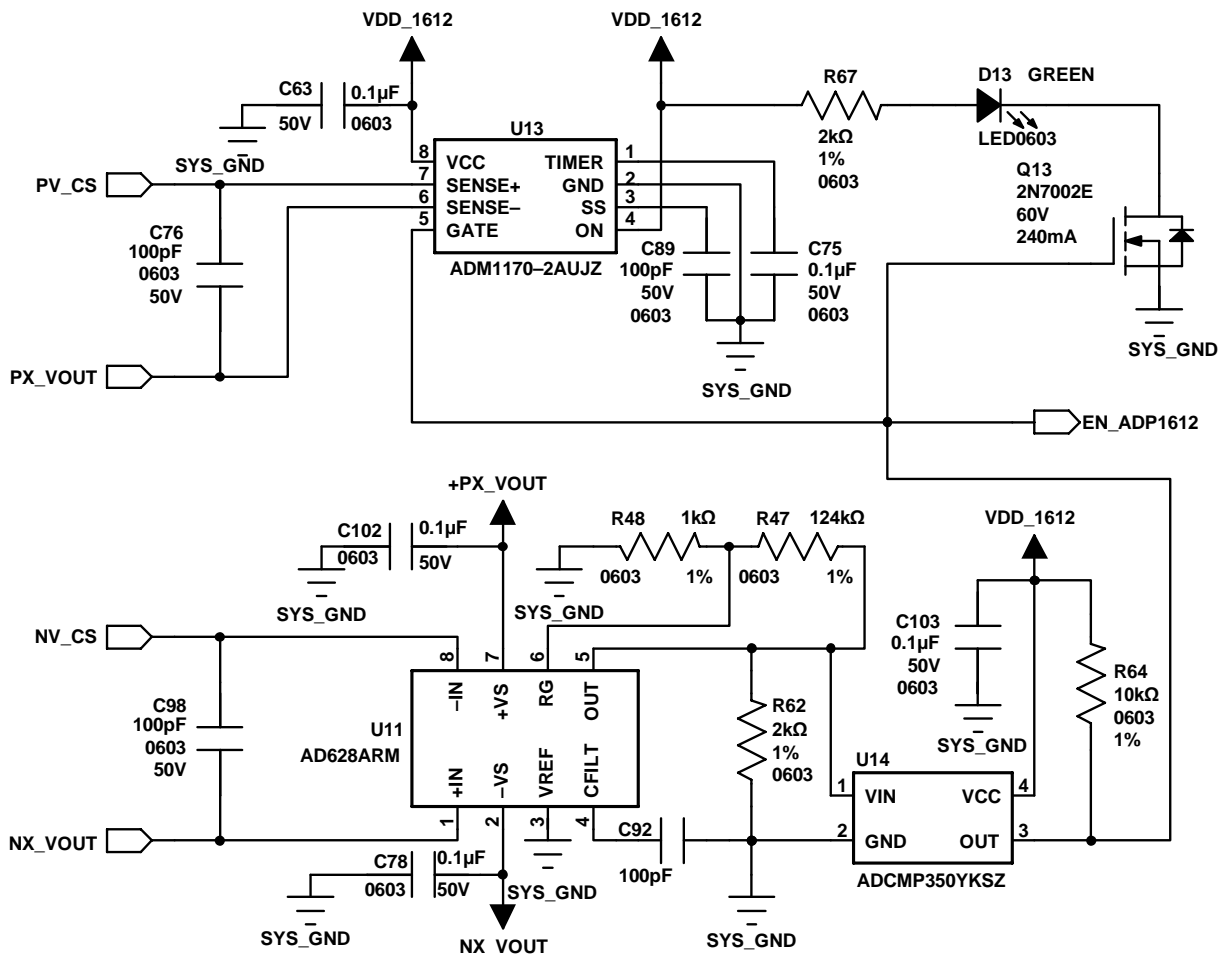 VDD_1612
VDD_1612
C63
0.1µF
50V
0603
SYS_GND
R67
2kΩ
1%
0603
D13 GREEN
LED0603
U13
8 VCC
7 SENSE+
6 SENSE–
5 GATE
TIMER 1
GND 2
SS 3
ON 4
ADM1170–2AUJZ
PV_CS
C76
100pF
0603
50V
PX_VOUT
C89
100pF
50V
0603
C75
0.1µF
50V
0603
SYS_GND
Q13
2N7002E
60V
240mA
SYS_GND
EN_ADP1612
+PX_VOUT
C102
0.1µF
0603
50V
SYS_GND
R48
1kΩ
0603
1%
R47
124kΩ
0603
1%
SYS_GND
VDD_1612
C103
0.1µF
50V
0603
SYS_GND
R64
10kΩ
0603
1%
NV_CS
C98
100pF
0603
50V
NX_VOUT
U11
AD628ARM
8
7
6
5
–IN
+VS
RG
OUT
+IN
–VS
VREF
CFILT
1
2
3
4
R62
2kΩ
1%
0603
U14
1 VIN
2 GND
VCC 4
OUT 3
ADCMP350YKSZ
C92
100pF
SYS_GND
SYS_GND
C78
0.1µF
0603
50V
SYS_GND
NX_VOUT